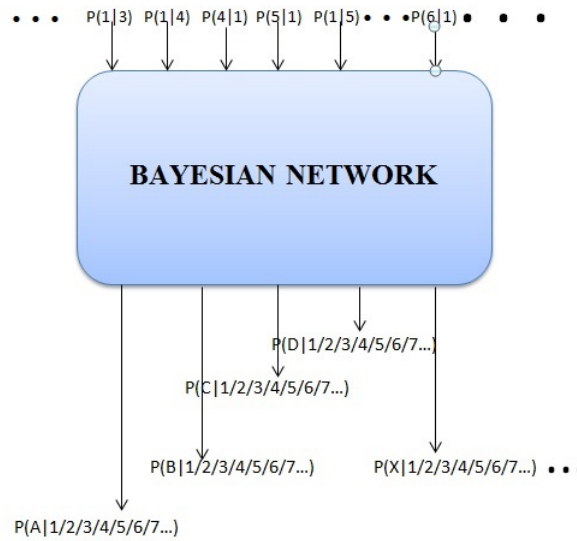 • • • P(1|3) P(1|4) P(4|1) P(5|1) P(1|5) • • • P(6|1) • • •
BAYESIAN NETWORK
P(D|1/2/3/4/5/6/7...)
P(C|1/2/3/4/5/6/7...)
P(B|1/2/3/4/5/6/7...) P(X|1/2/3/4/5/6/7...) • • •
P(A|1/2/3/4/5/6/7...)